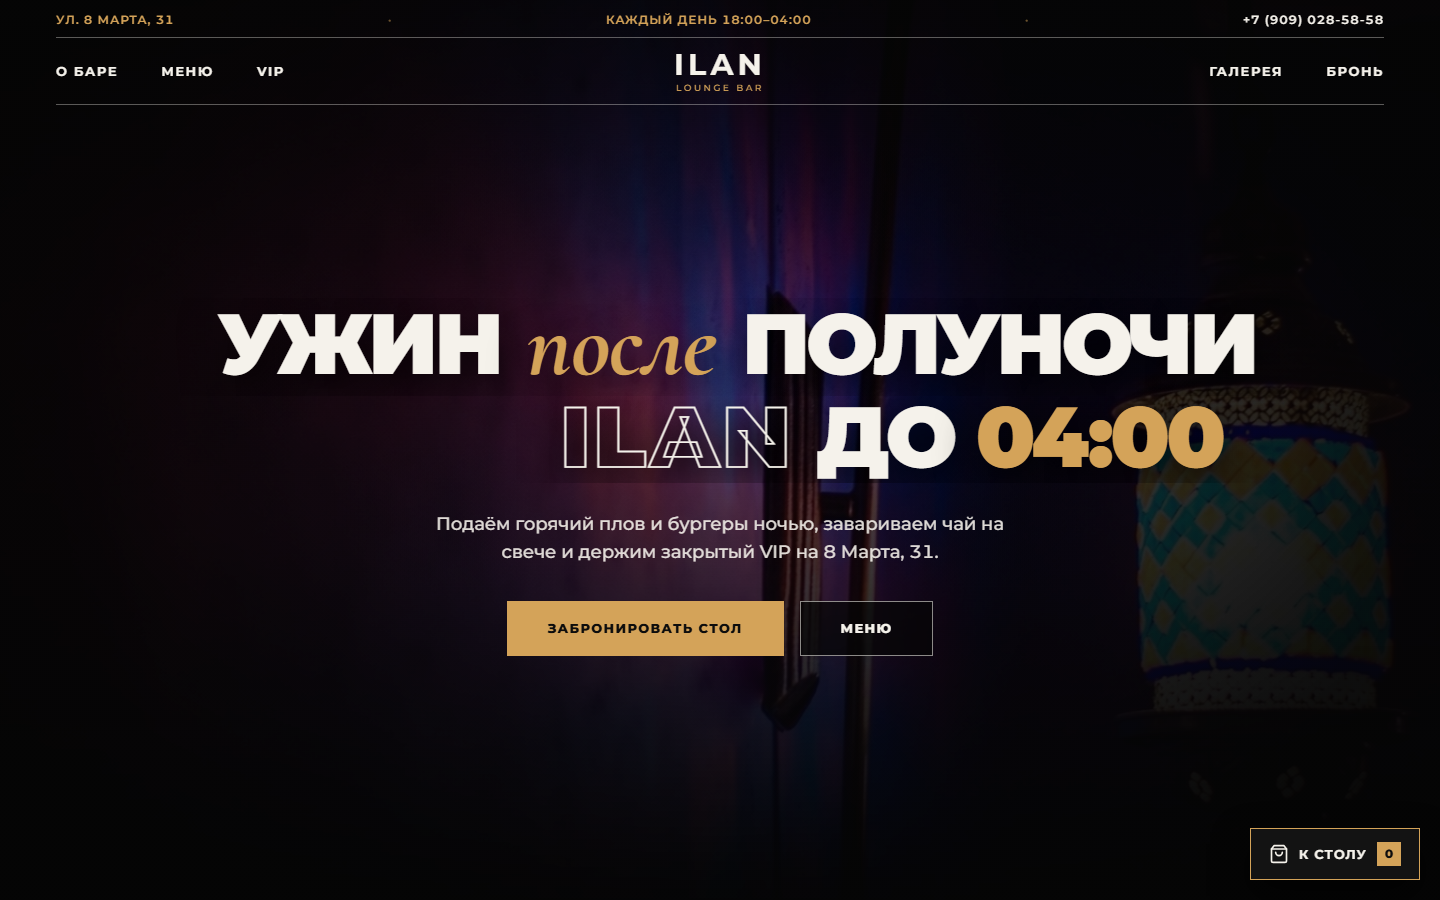 УЛ. 8 МАРТА, 31 · КАЖДЫЙ ДЕНЬ 18:00–04:00 · +7 (909) 028-58-58
О БАРЕ МЕНЮ VIP
ILAN
LOUNGE BAR
ГАЛЕРЕЯ БРОНЬ
УЖИН после ПОЛУНОЧИ
ILAN ДО 04:00
Подаём горячий плов и бургеры ночью, завариваем чай на
свече и держим закрытый VIP на 8 Марта, 31.
ЗАБРОНИРОВАТЬ СТОЛ МЕНЮ
К СТОЛУ 0